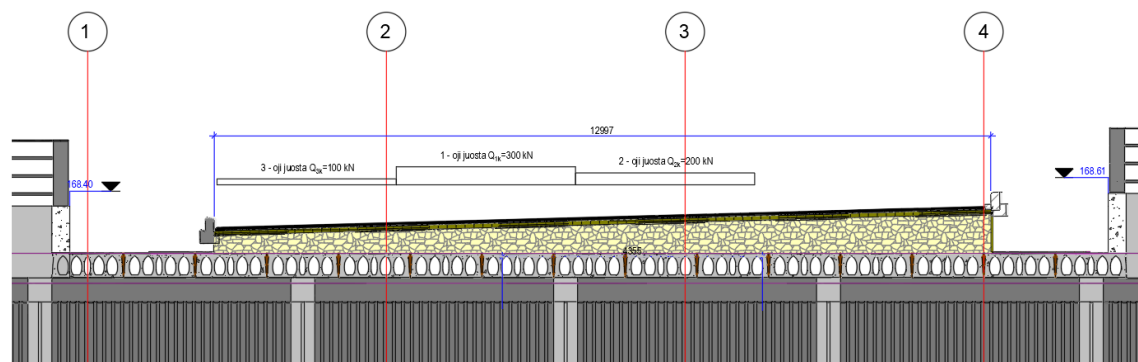 1 2 3 4
12997
1 - oji juosta Q1k=300 kN
3 - oji juosta Q3k=100 kN
2 - oji juosta Q2k=200 kN
168.40
168.61
4355